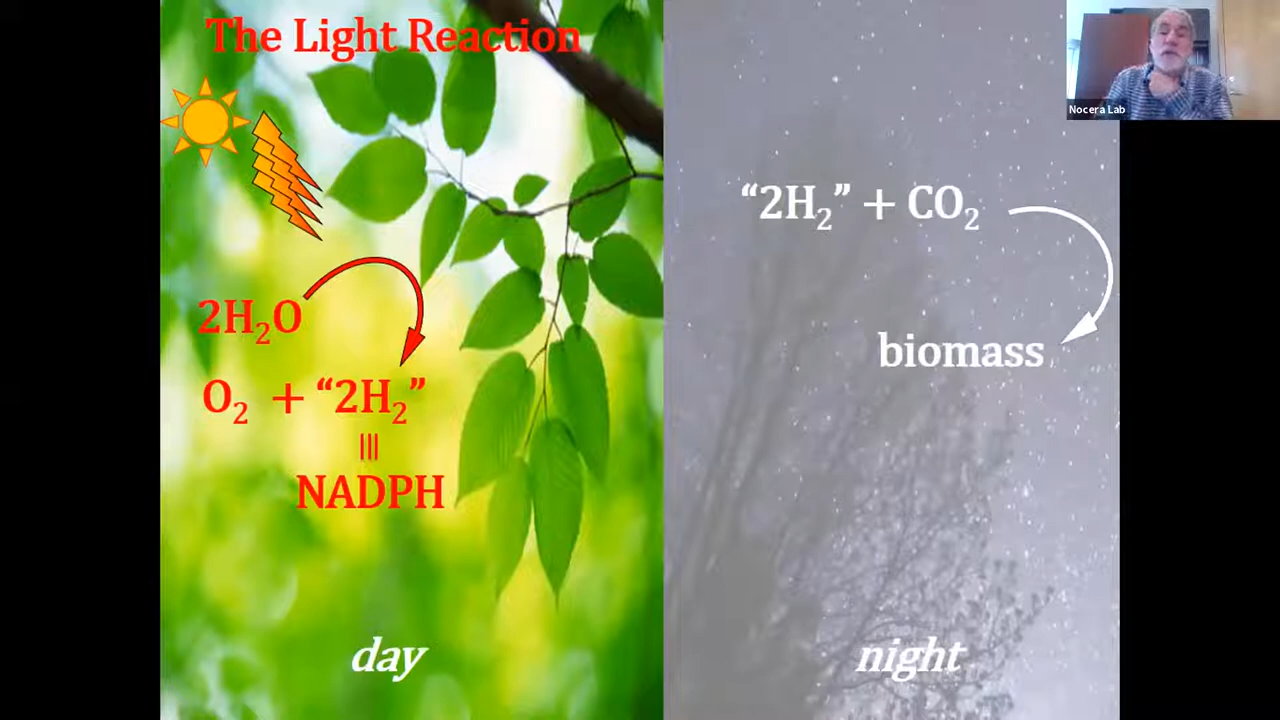 The Light Reaction
2H₂O
O₂ + “2H₂”
≡
NADPH
day
“2H₂” + CO₂
biomass
night
Nocera Lab